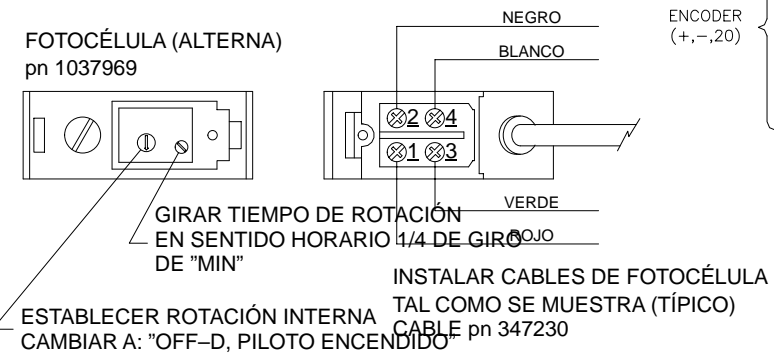 NEGRO
ENCODER
(+,−,20)
FOTOCÉLULA (ALTERNA)
pn 1037969
BLANCO
2 4
1 3
VERDE
GIRAR TIEMPO DE ROTACIÓN
EN SENTIDO HORARIO 1/4 DE GIRO
DE ”MIN”
ROJO
INSTALAR CABLES DE FOTOCÉLULA
TAL COMO SE MUESTRA (TÍPICO)
CABLE pn 347230
ESTABLECER ROTACIÓN INTERNA
CAMBIAR A: ”OFF–D, PILOTO ENCENDIDO”